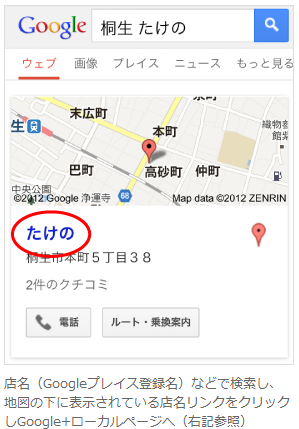 Google 桐生 たけの
ウェブ 画像 プレイス ニュース もっと見る
末広町
本町
生
織物参
会館
巴町
高砂町 仲町
中央公園
浄運寺
68
©2012 Google Map data ©2012 ZENRIN
たけの
桐生市本町５丁目３８
2件のクチコミ
電話 ルート・乗換案内
店名（Googleプレイス登録名）などで検索し、
地図の下に表示されている店名リンクをクリック
しGoogle+ローカルページへ（右記参照）